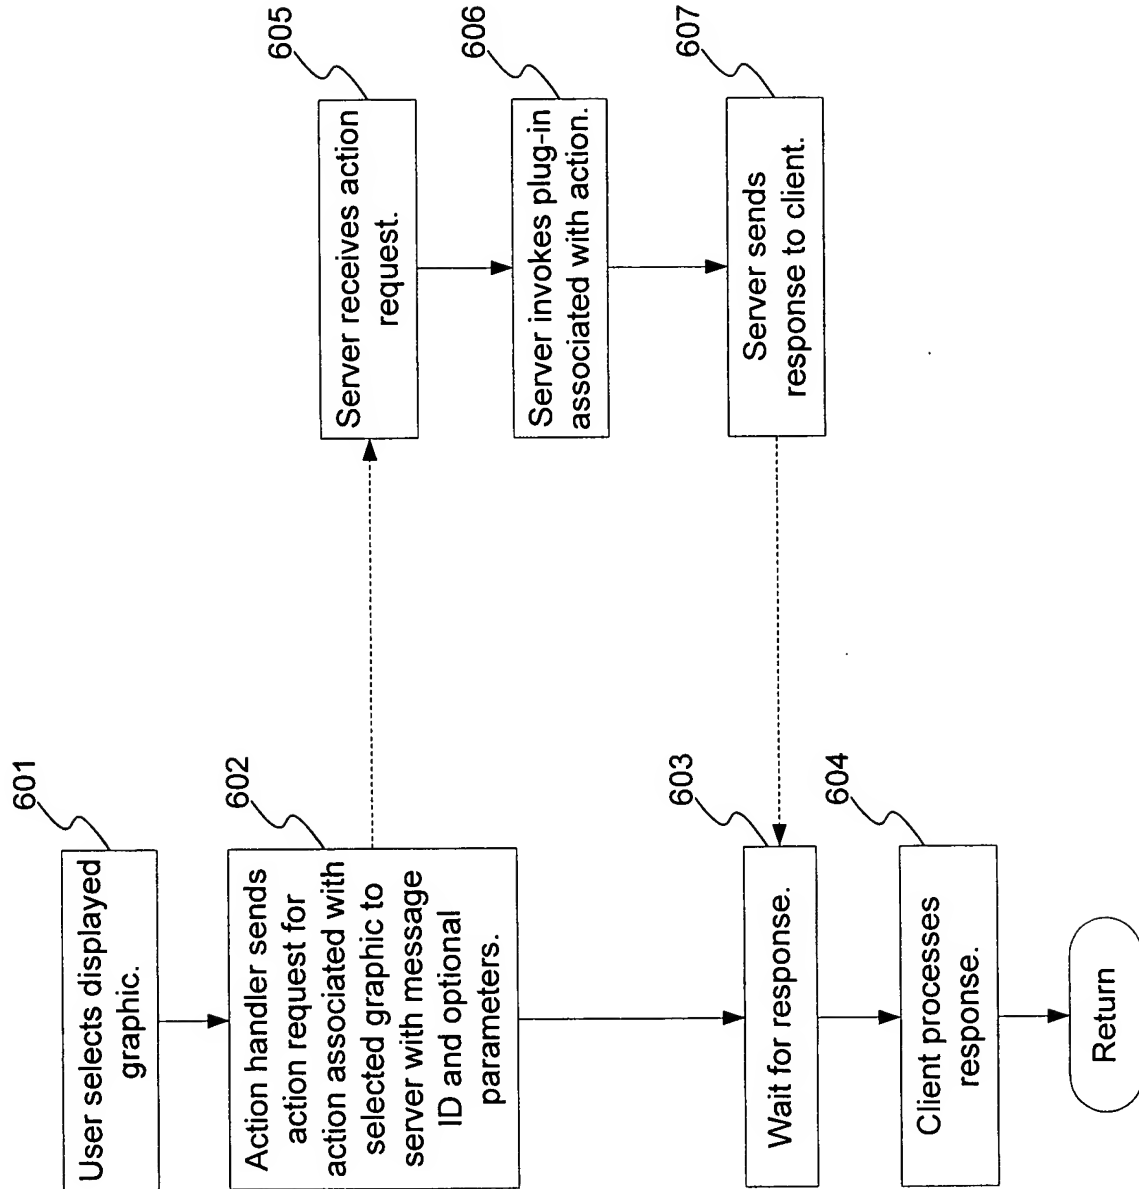 601
User selects displayed
graphic.
602
Action handler sends
action request for
action associated with
selected graphic to
server with message
ID and optional
parameters.
603
Wait for response.
604
Client processes
response.
Return
605
Server receives action
request.
606
Server invokes plug-in
associated with action.
607
Server sends
response to client.